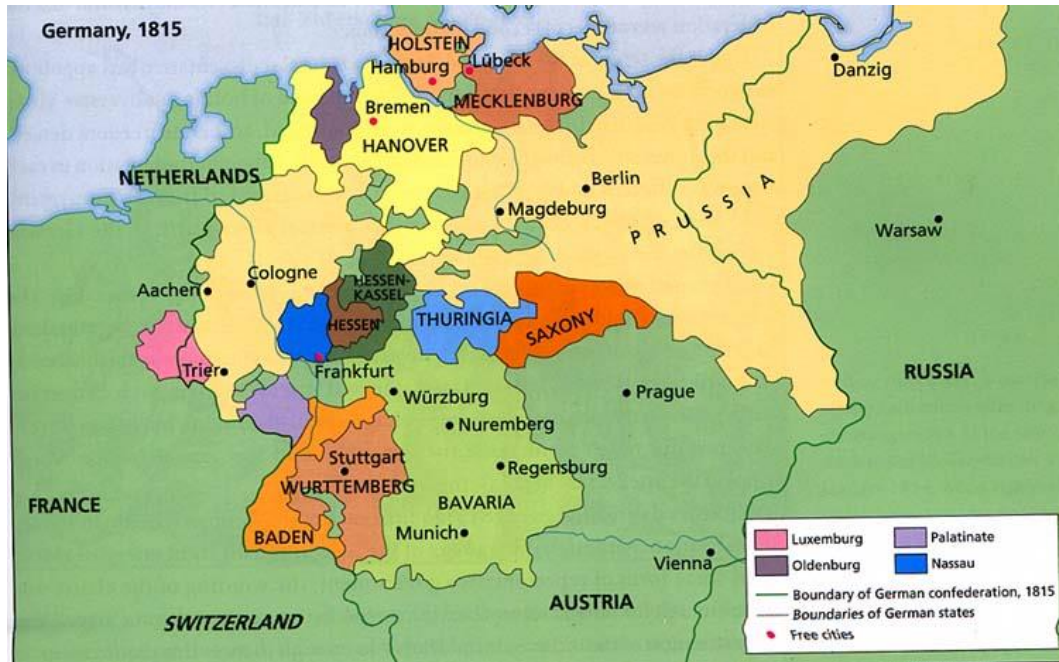 Germany, 1815
HOLSTEIN
Hamburg
Lübeck
MECKLENBURG
Danzig
Bremen
HANOVER
NETHERLANDS
Berlin
Magdeburg
PRUSSIA
Warsaw
Cologne
Aachen
HESSEN-
KASSEL
HESSEN
THURINGIA
SAXONY
Trier
Frankfurt
RUSSIA
Würzburg
Prague
Nuremberg
Stuttgart
Regensburg
WURTTEMBERG
FRANCE
BAVARIA
BADEN
Munich
Vienna
AUSTRIA
SWITZERLAND
Luxemburg
Palatinate
Oldenburg
Nassau
Boundary of German confederation, 1815
Boundaries of German states
Free cities